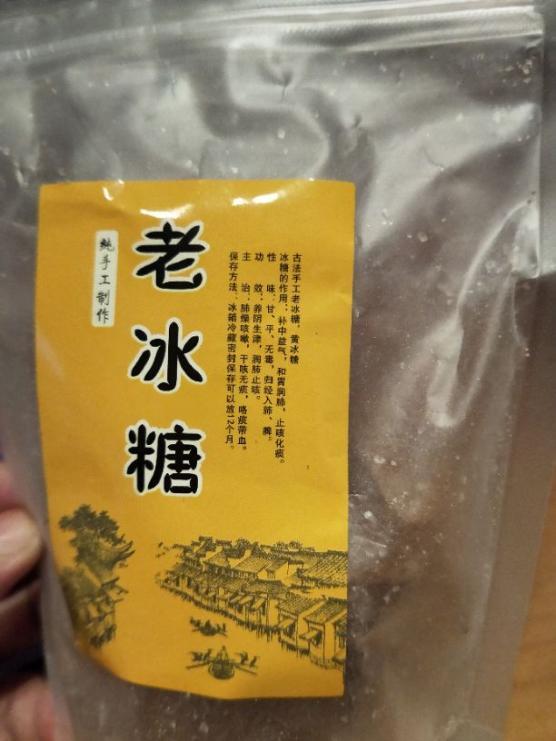 老冰糖
纯手工制作
古法手工老冰糖，黄冰糖
冰糖的作用：补中益气，和胃润肺，止咳化痰。
性味：甘、平、无毒，归经入肺、脾。
功效：养阴生津，润肺止咳。
主治：肺燥咳嗽，干咳无痰，咯痰带血。
保存方法：冰箱冷藏密封保存可以放12个月。